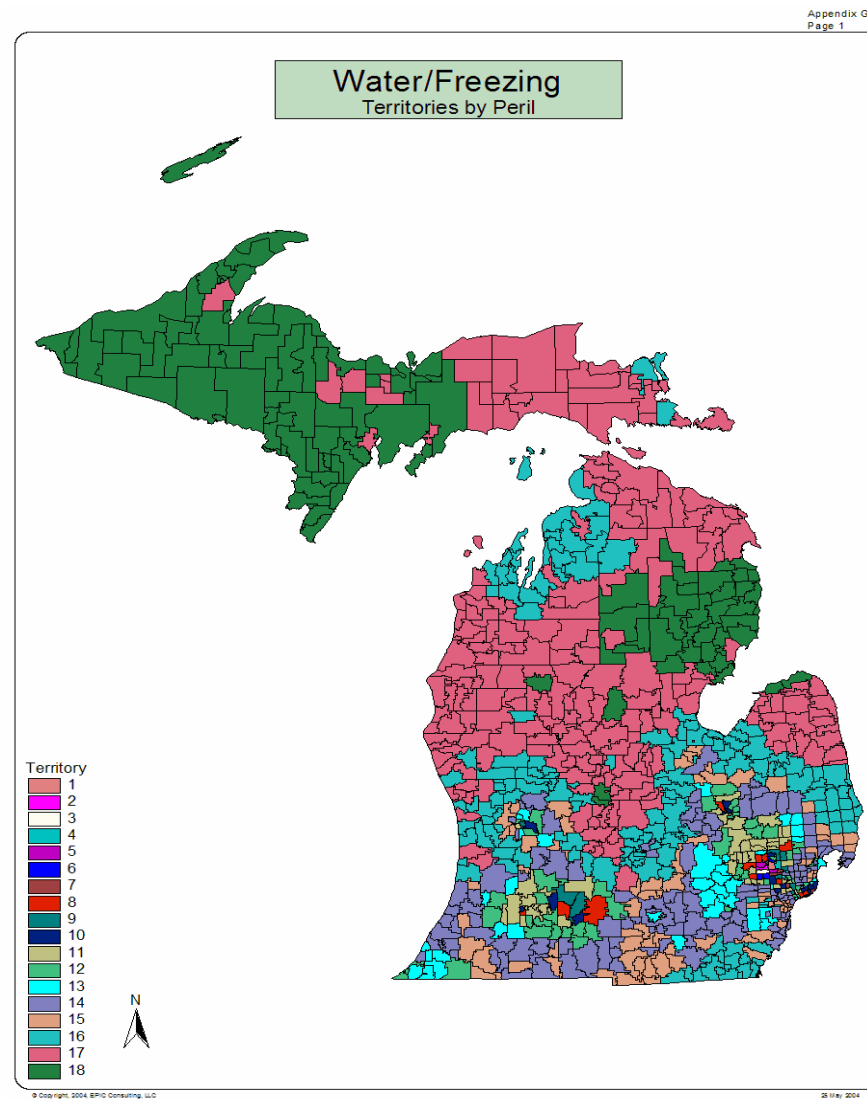 Appendix G
Page 1
Water/Freezing
Territories by Peril
Territory
1
2
3
4
5
6
7
8
9
10
11
12
13
14
15
16
17
18
N
© Copyright, 2004, EPIC Consulting, LLC
25 May 2004